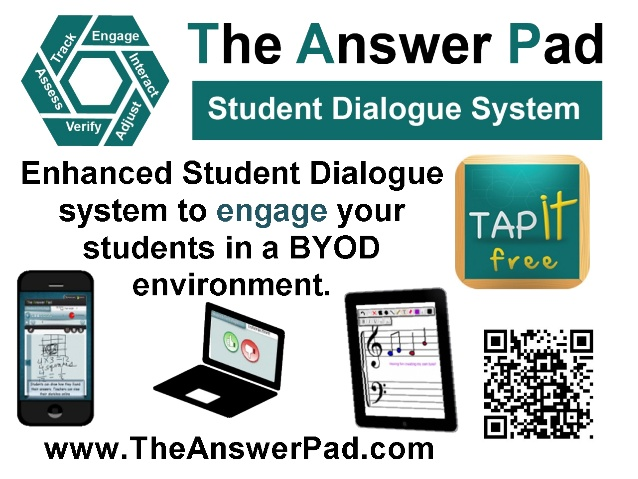 The Answer Pad
Student Dialogue System
Engage
Interact
Adjust
Verify
Assess
Track
Enhanced Student Dialogue
system to engage your
students in a BYOD
environment.
TAP it
free
www.TheAnswerPad.com